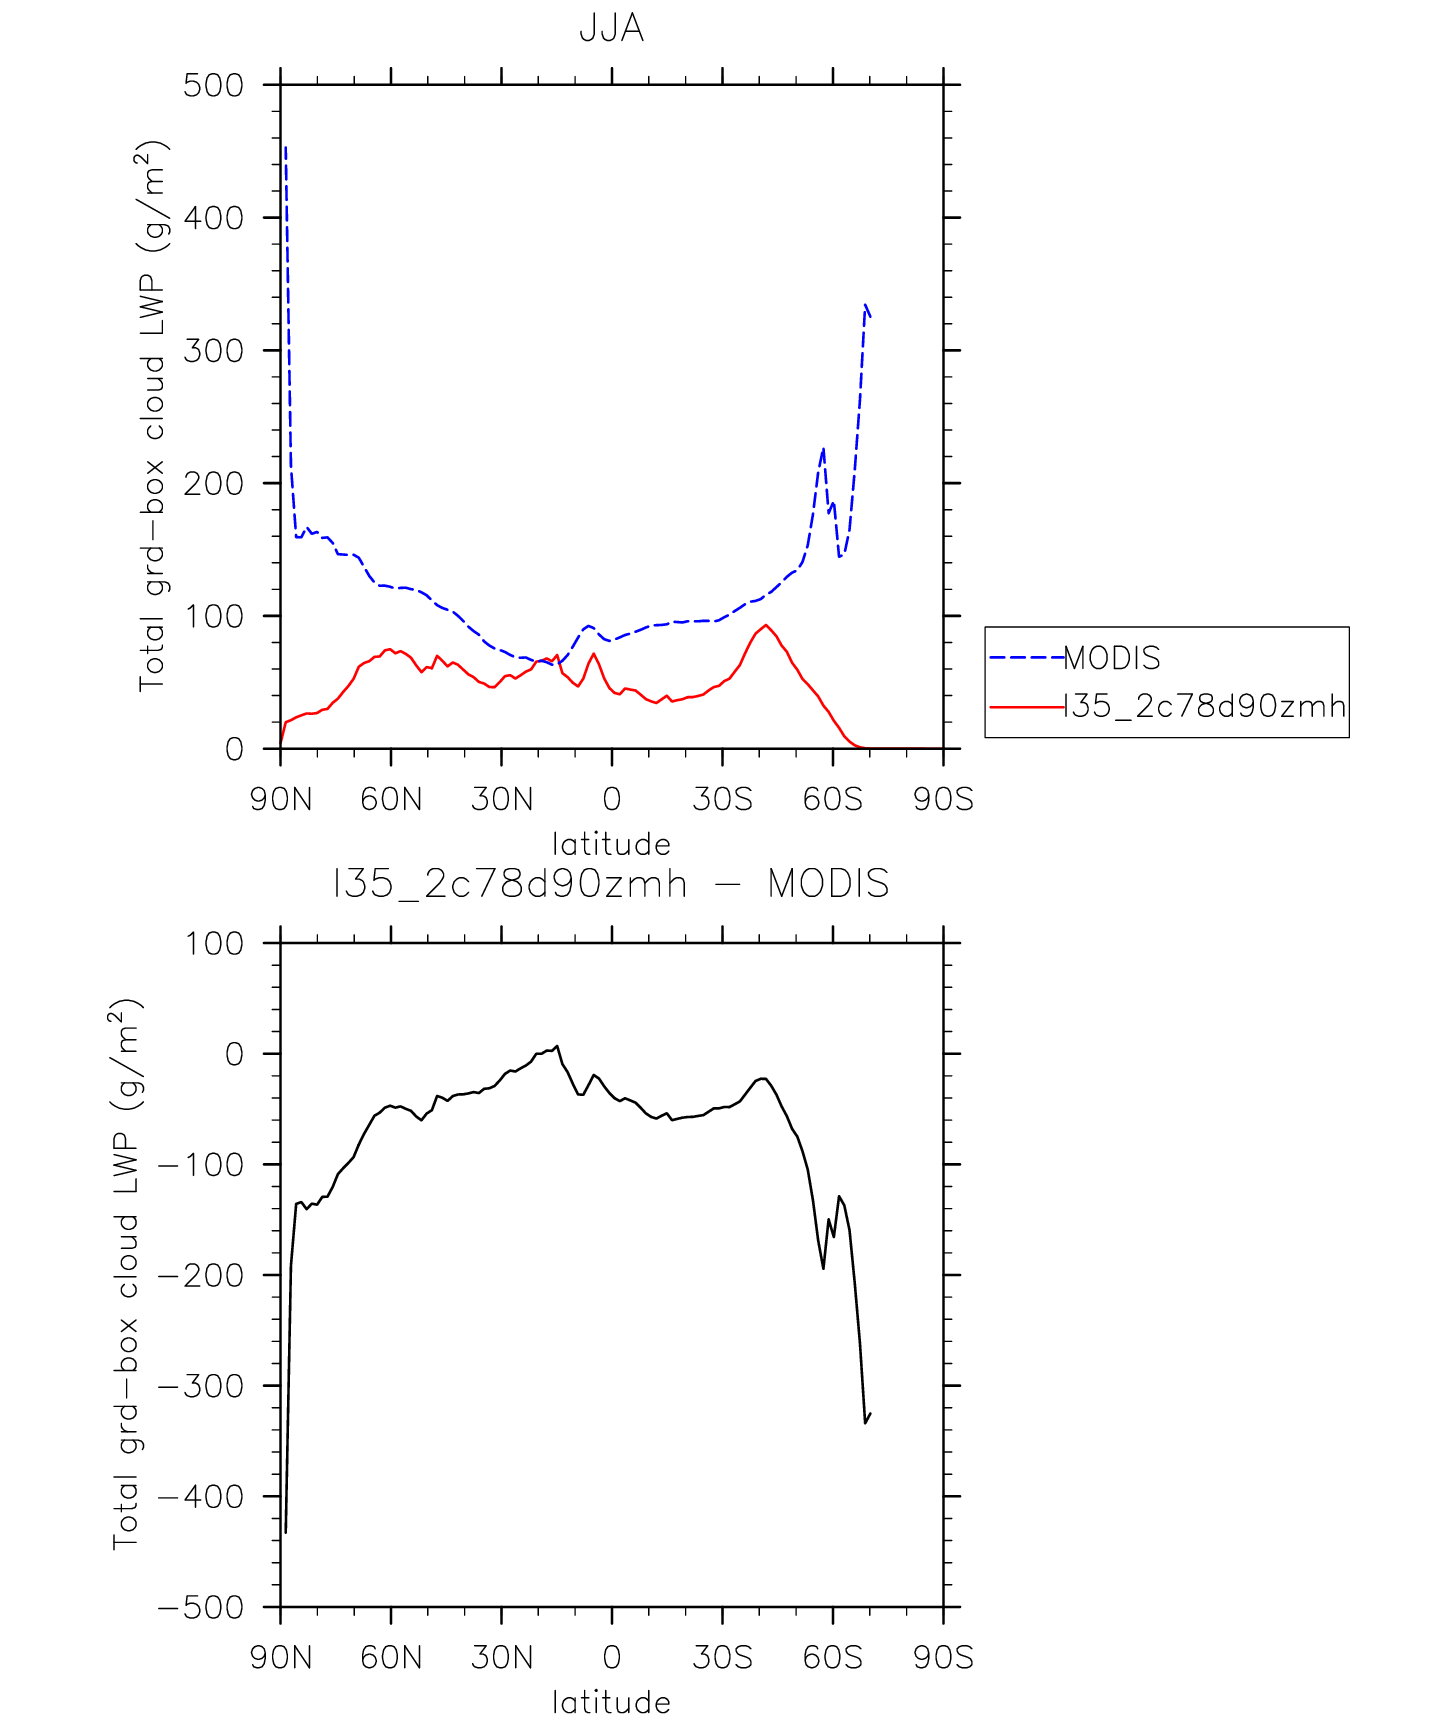 JJA
Total grd-box cloud LWP (g/m²)
500
400
300
200
100
0
90N 60N 30N 0 30S 60S 90S
latitude
MODIS
I35_2c78d90zmh
I35_2c78d90zmh - MODIS
Total grd-box cloud LWP (g/m²)
100
0
-100
-200
-300
-400
-500
90N 60N 30N 0 30S 60S 90S
latitude